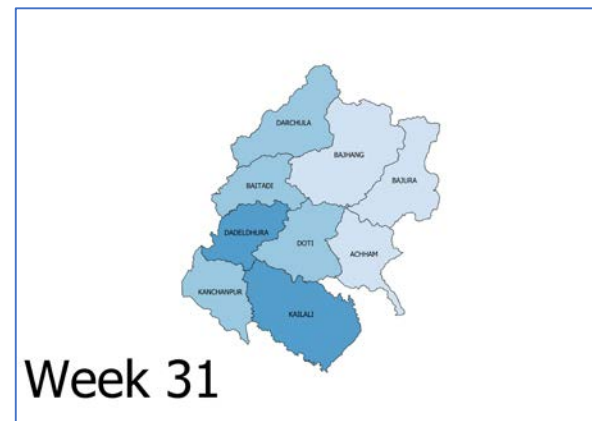 DARCHULA
BAJHANG
BAJURA
BAITADI
DADELDHURA
DOTI
ACHHAM
KANCHANPUR
KAILALI
Week 31